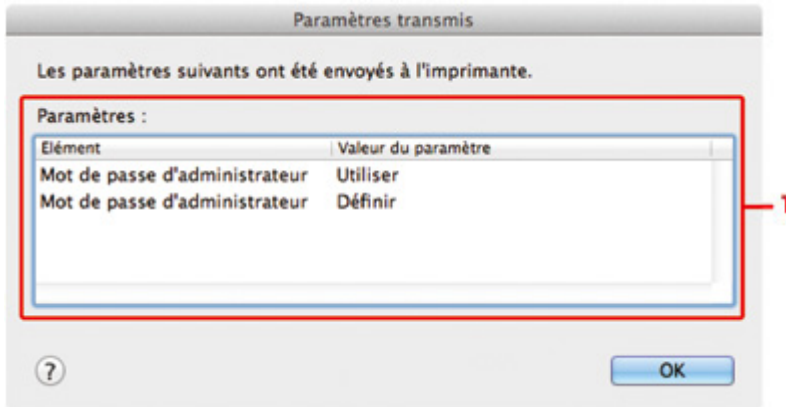 Paramètres transmis
Les paramètres suivants ont été envoyés à l'imprimante.
Paramètres :
Elément Valeur du paramètre
Mot de passe d'administrateur Utiliser
Mot de passe d'administrateur Définir
1
? OK